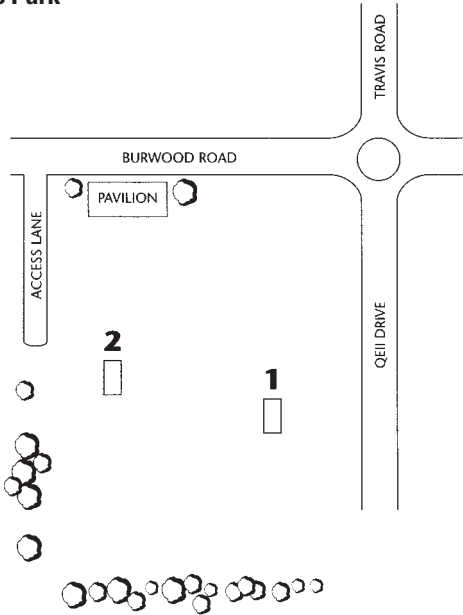 Park
TRAVIS ROAD
BURWOOD ROAD
PAVILION
ACCESS LANE
QEII DRIVE
2
1